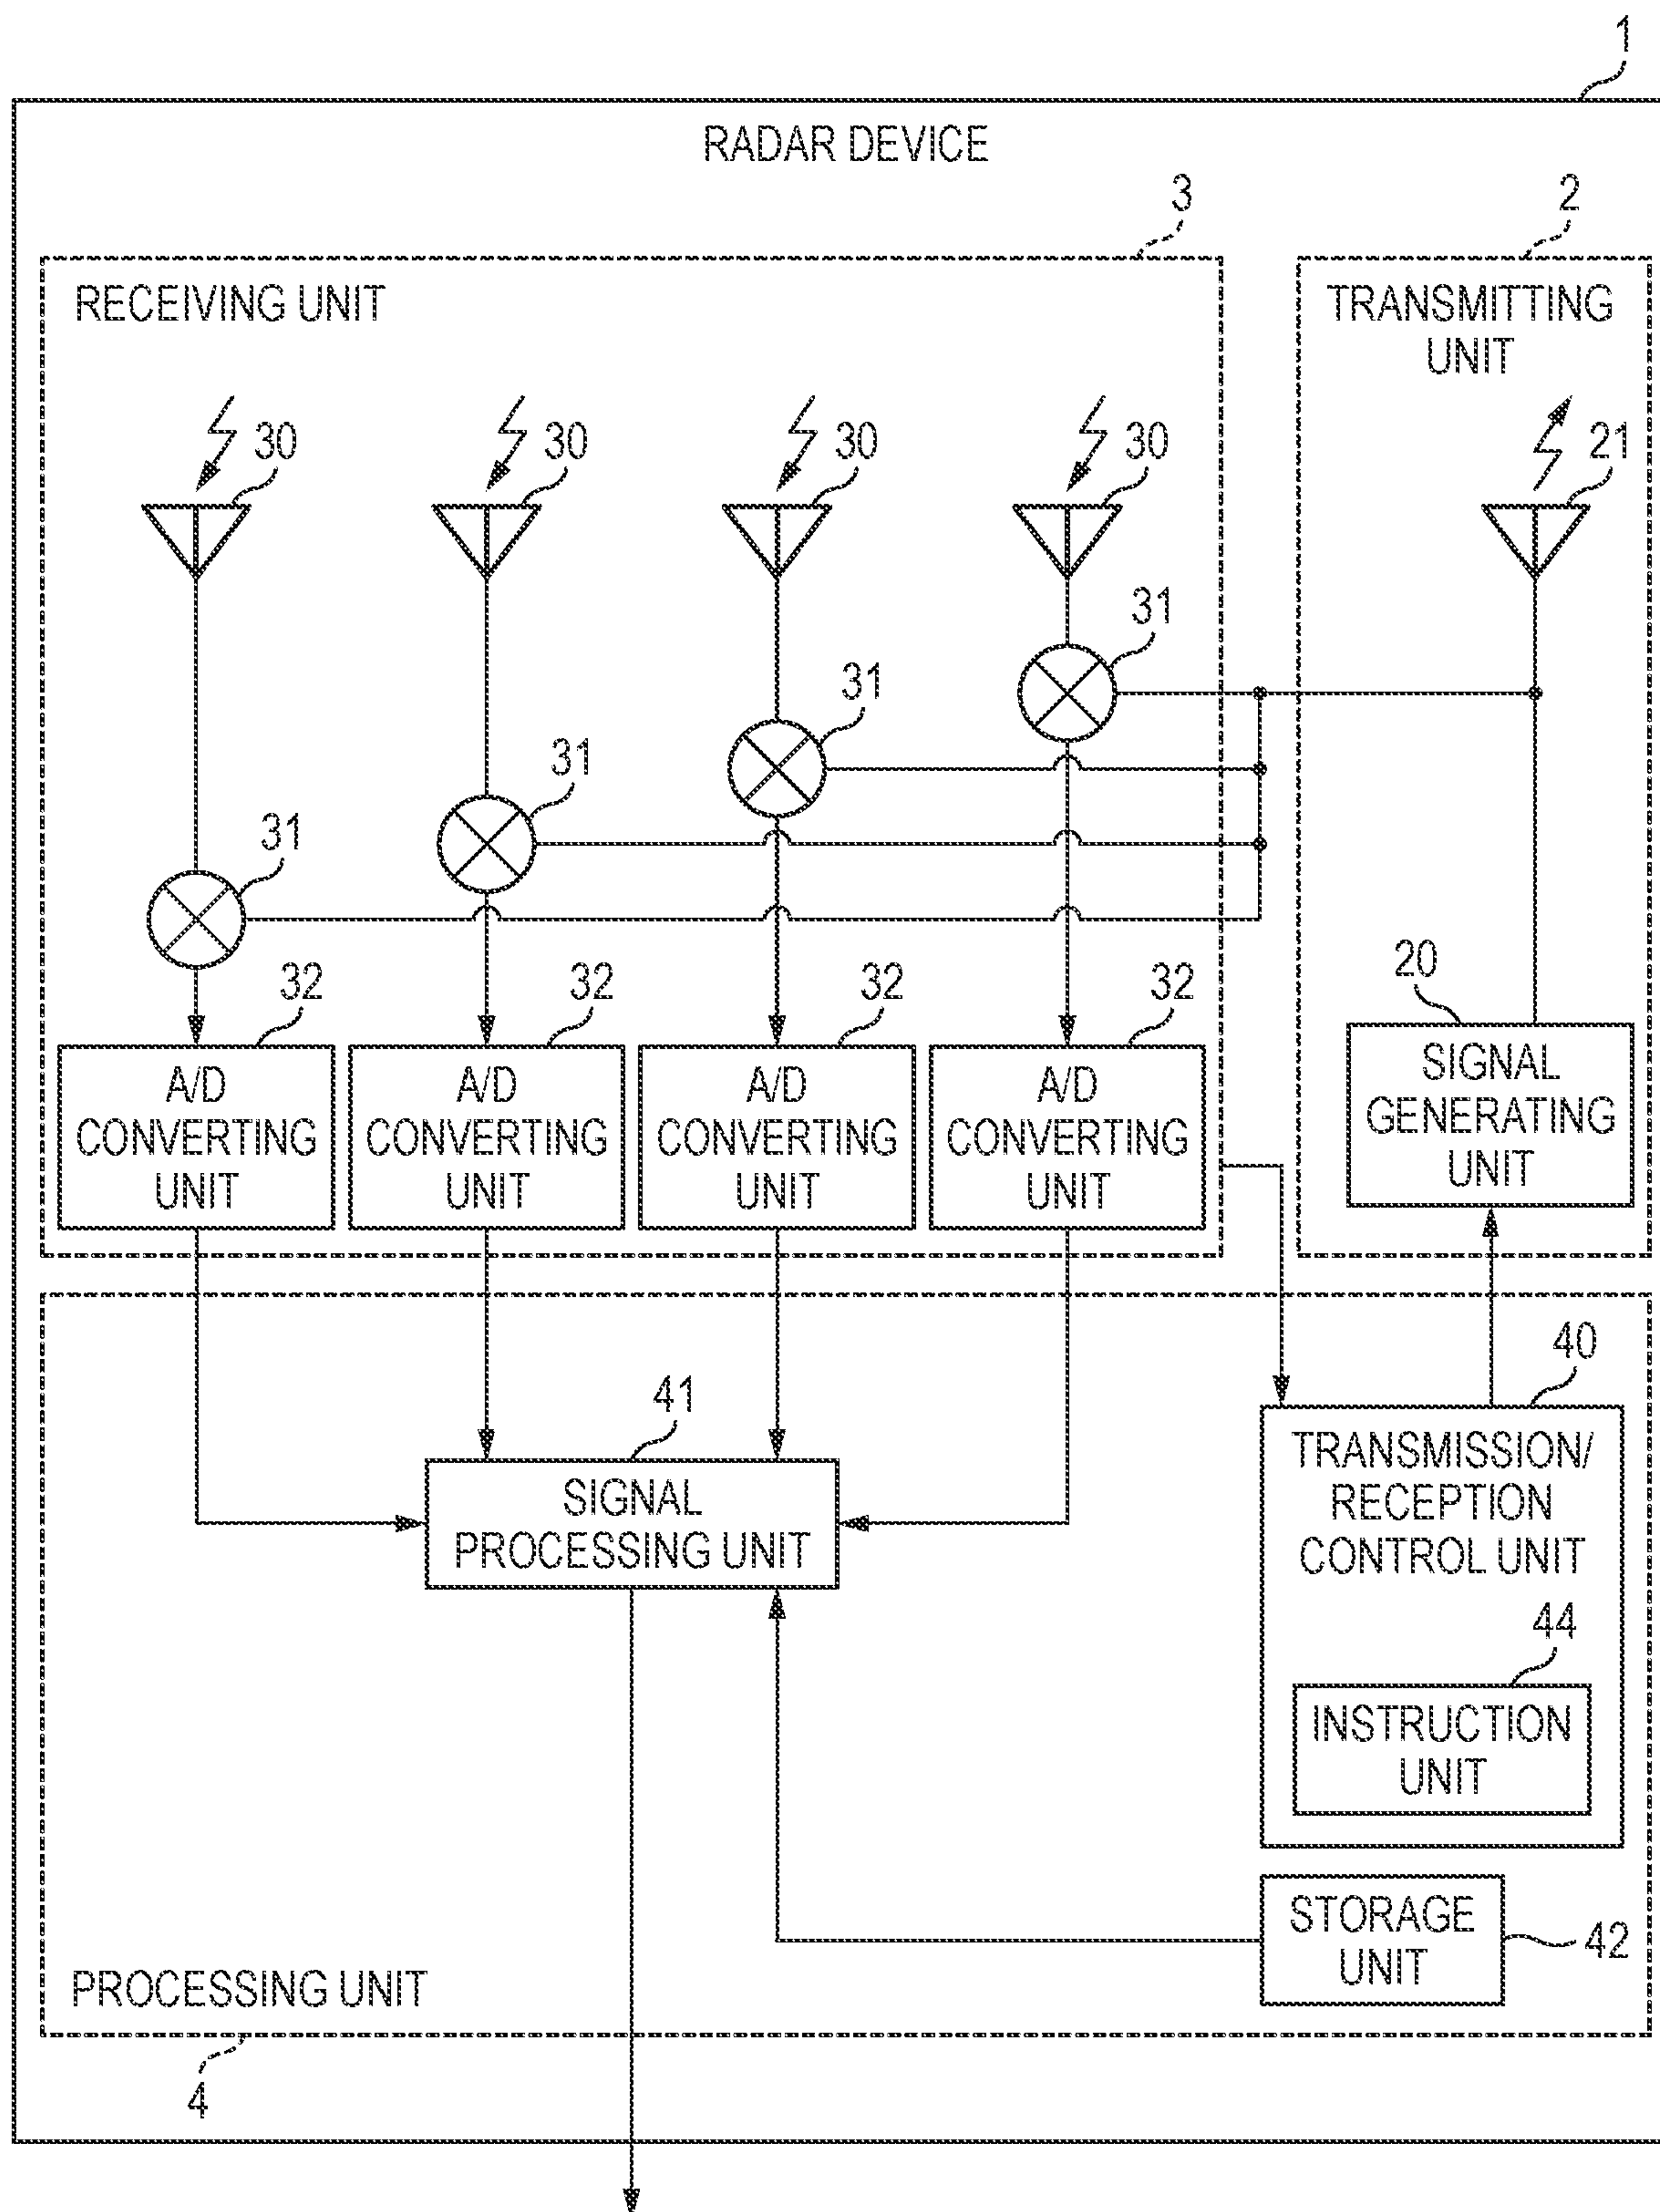 1
RADAR DEVICE
3
2
RECEIVING UNIT
TRANSMITTING
UNIT
30
30
30
30
21
31
31
31
31
20
32
32
32
32
A/D
CONVERTING
UNIT
A/D
CONVERTING
UNIT
A/D
CONVERTING
UNIT
A/D
CONVERTING
UNIT
SIGNAL
GENERATING
UNIT
40
41
SIGNAL
PROCESSING UNIT
TRANSMISSION/
RECEPTION
CONTROL UNIT
44
INSTRUCTION
UNIT
STORAGE
UNIT
42
PROCESSING UNIT
4